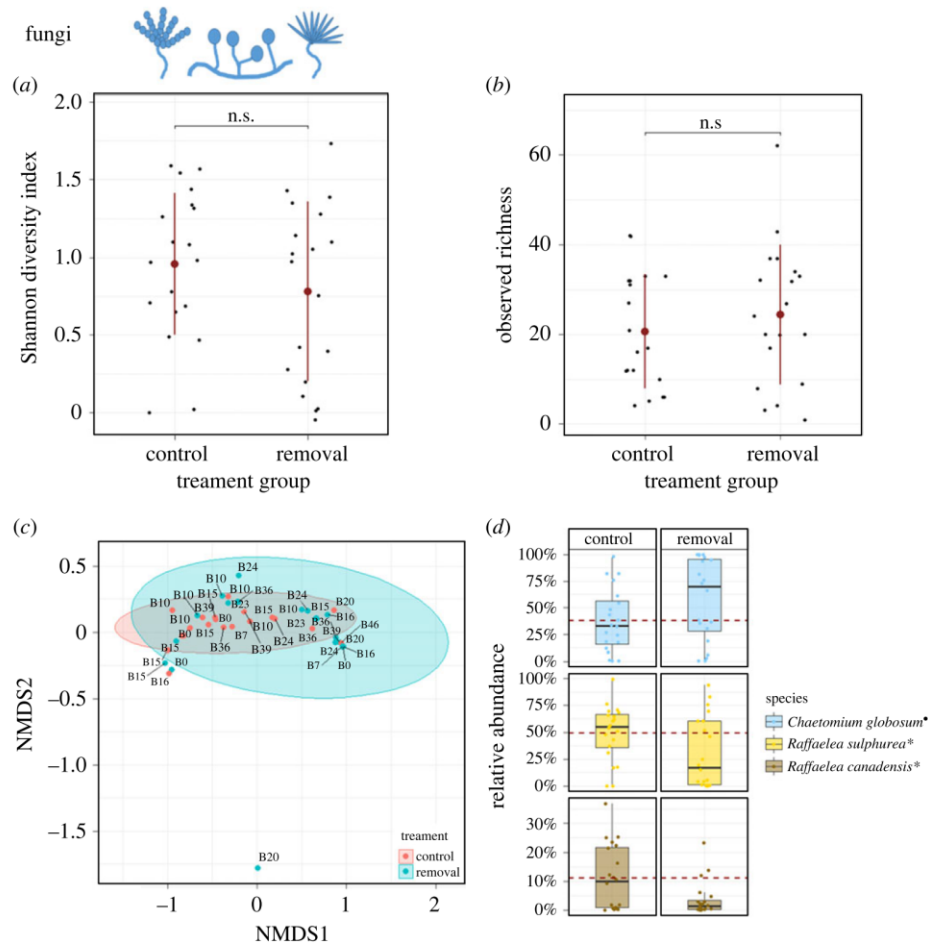 fungi
(a)
2.0
1.5
1.0
0.5
0
Shannon diversity index
n.s.
control
removal
treament group
(b)
60
40
20
0
observed richness
n.s
control
removal
treament group
(c)
0.5
0
–0.5
–1.0
–1.5
NMDS2
B24
B10
B10
B36
B10
B10
B39
B15
B23
B10
B0
B15
B0
B36
B7
B39
B10
B15
B10
B24
B15
B20
B16
B23
B36
B46
B24
B36
B39
B20
B24
B16
B7
B0
B15
B15
B0
B16
B20
treament
control
removal
–1
0
1
2
NMDS1
(d)
control
removal
100%
75%
50%
25%
0%
100%
75%
50%
25%
0%
30%
20%
10%
0%
relative abundance
species
Chaetomium globosum•
Raffaelea sulphurea*
Raffaelea canadensis*